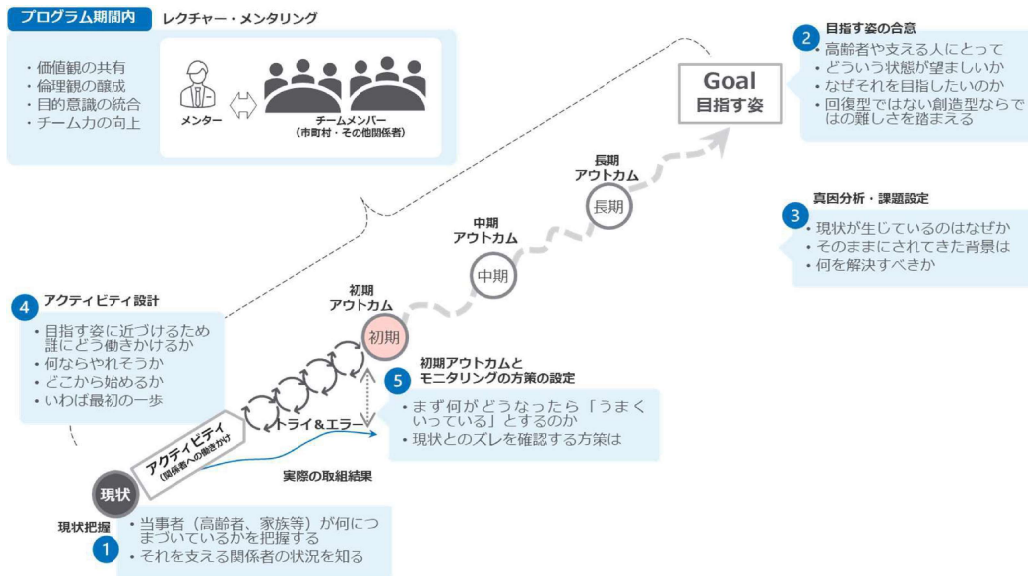 プログラム期間内
レクチャー・メンタリング
・価値観の共有
・倫理観の醸成
・目的意識の統合
・チーム力の向上
メンター
チームメンバー
(市町村・その他関係者)
2
目指す姿の合意
・高齢者や支える人にとって
・どういう状態が望ましいか
・なぜそれを目指したいのか
・回復型ではない創造型ならで
はの難しさを踏まえる
Goal
目指す姿
長期
アウトカム
長期
3
真因分析・課題設定
・現状が生じているのはなぜか
・そのままにされてきた背景は
・何を解決すべきか
中期
アウトカム
中期
初期
アウトカム
初期
4
アクティビティ設計
・目指す姿に近づけるため
誰にどう働きかけるか
・何ならやれそうか
・どこから始めるか
・いわば最初の一歩
5
初期アウトカムと
モニタリングの方策の設定
・まず何がどうなったら「うまく
いっている」とするのか
・現状とのズレを確認する方策は
トライ&エラー
アクティビティ
(関係者への働きかけ)
実際の取組結果
現状
現状把握
1
・当事者（高齢者、家族等）が何につ
まづいているかを把握する
・それを支える関係者の状況を知る